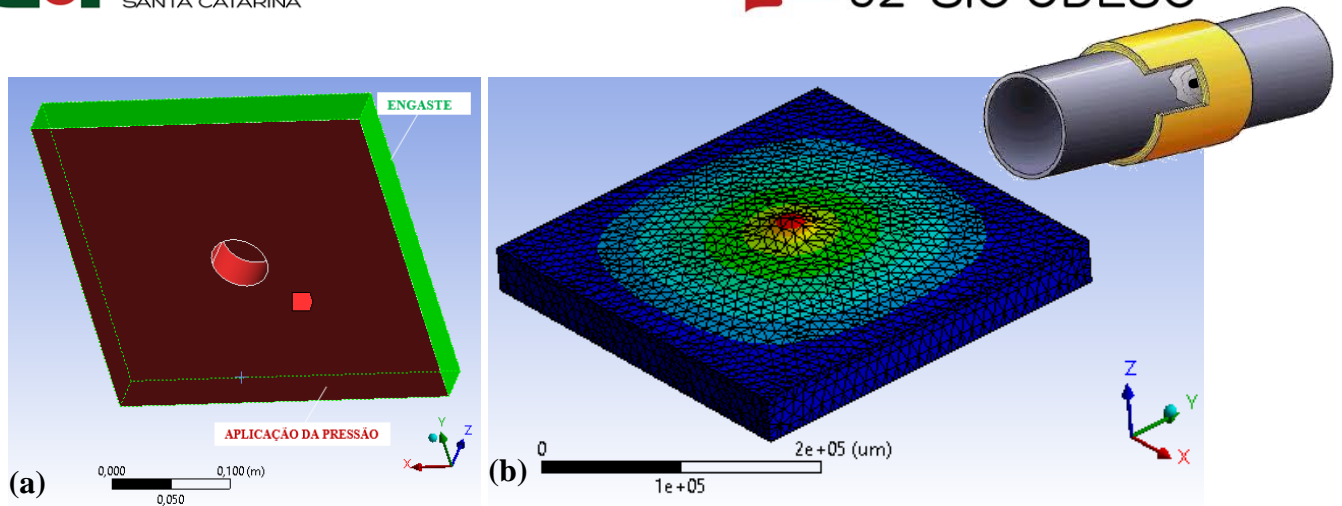 SANTA CATARINA
ENGASTE
APLICAÇÃO DA PRESSÃO
Y
Z
X
0,000
0,100 (m)
0,050
(a)
0
2e+05 (um)
1e+05
(b)
Z
Y
X